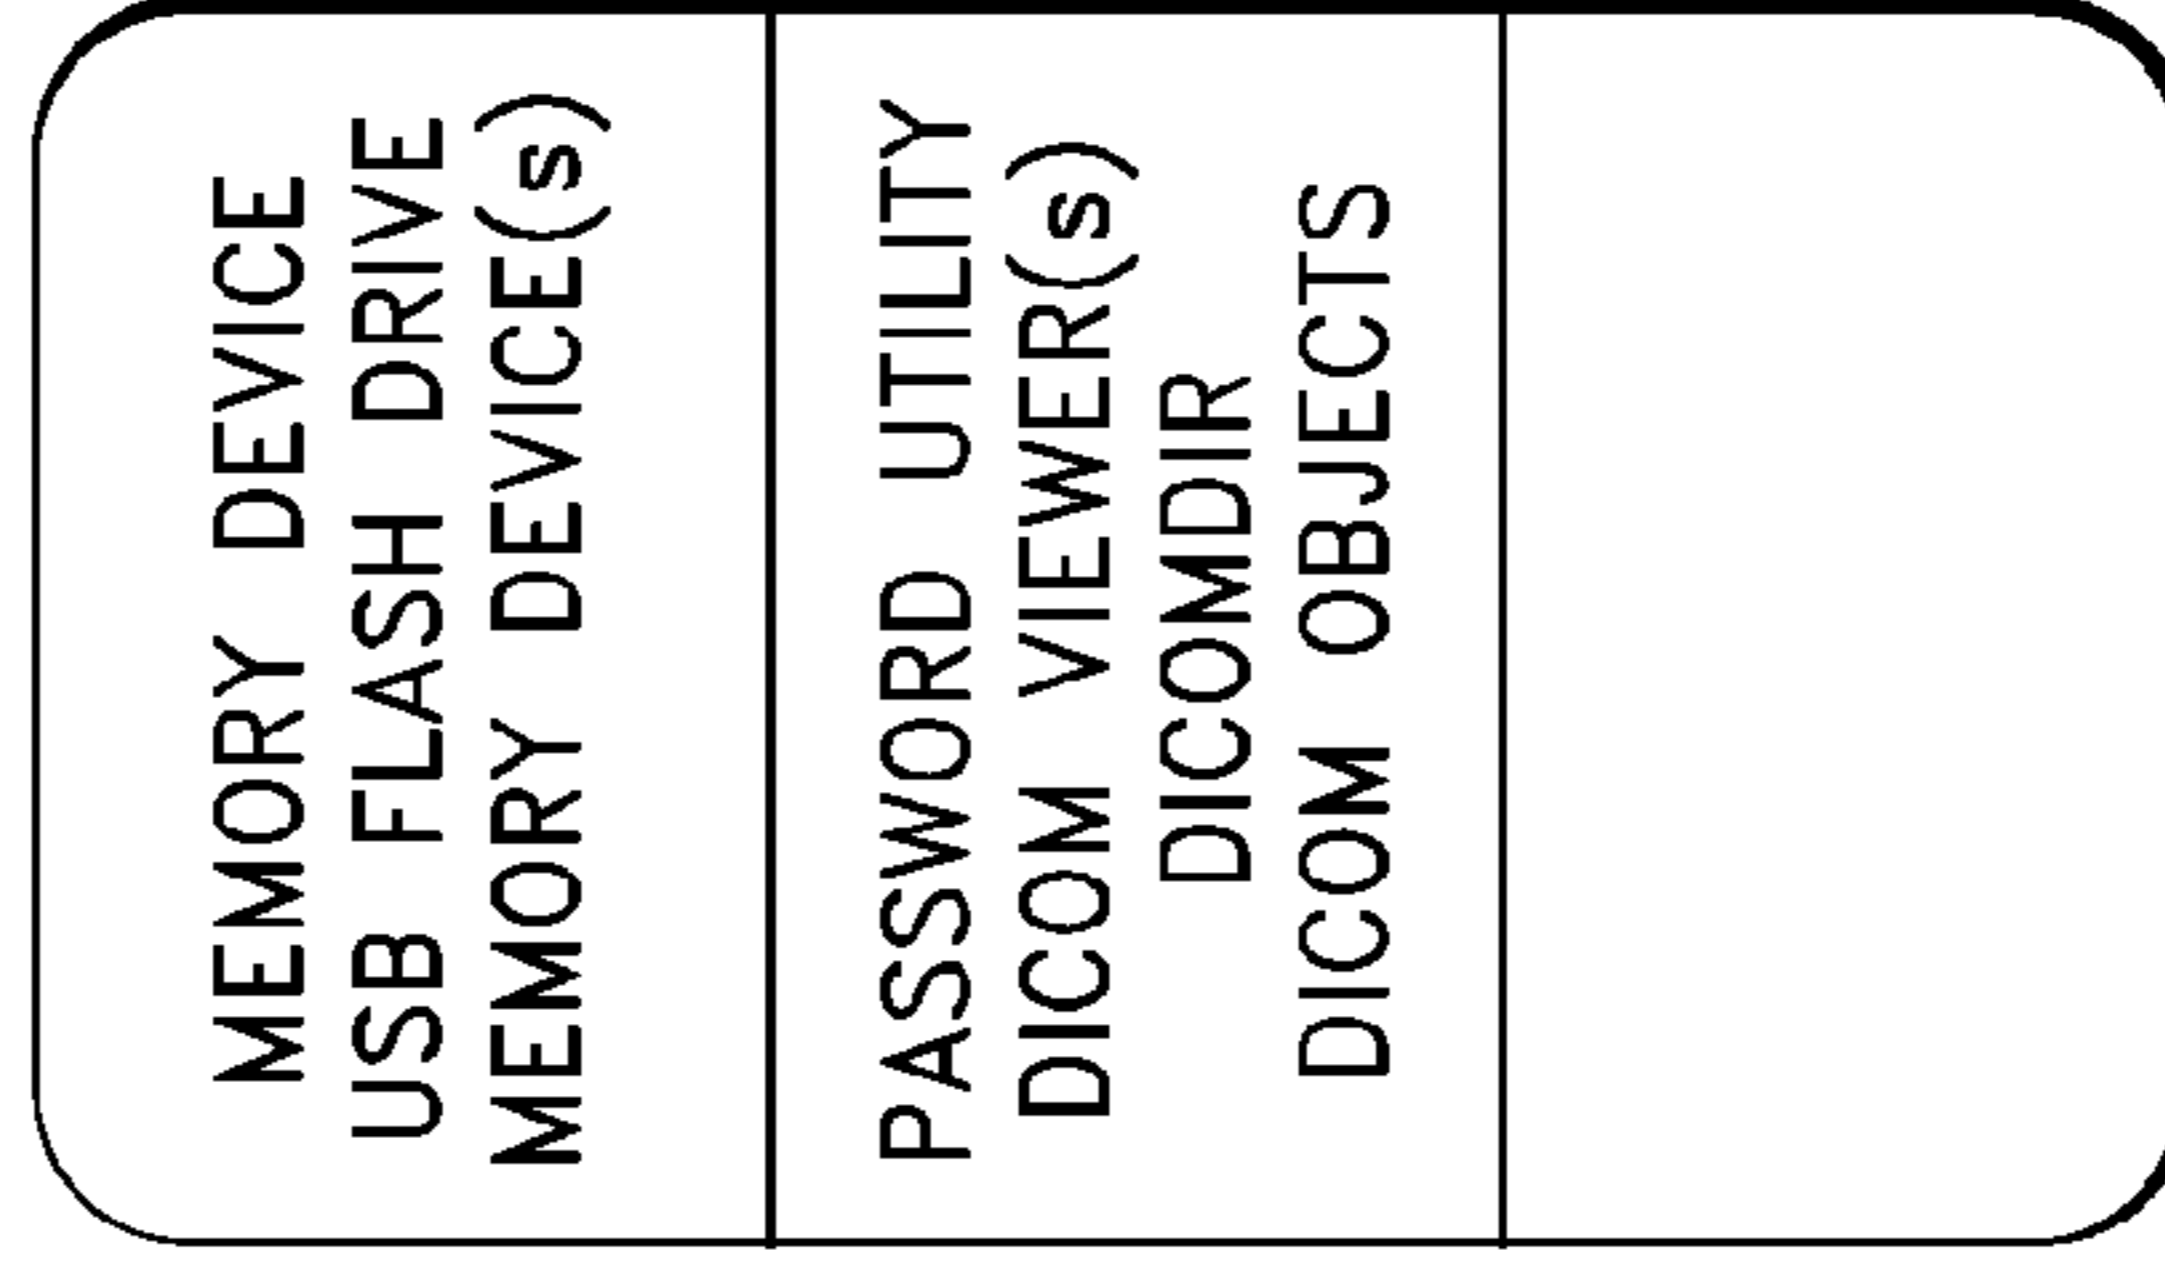 MEMORY DEVICE
USB FLASH DRIVE
MEMORY DEVICE(s)
PASSWORD UTILITY
DICOM VIEWER(s)
DICOMDIR
DICOM OBJECTS